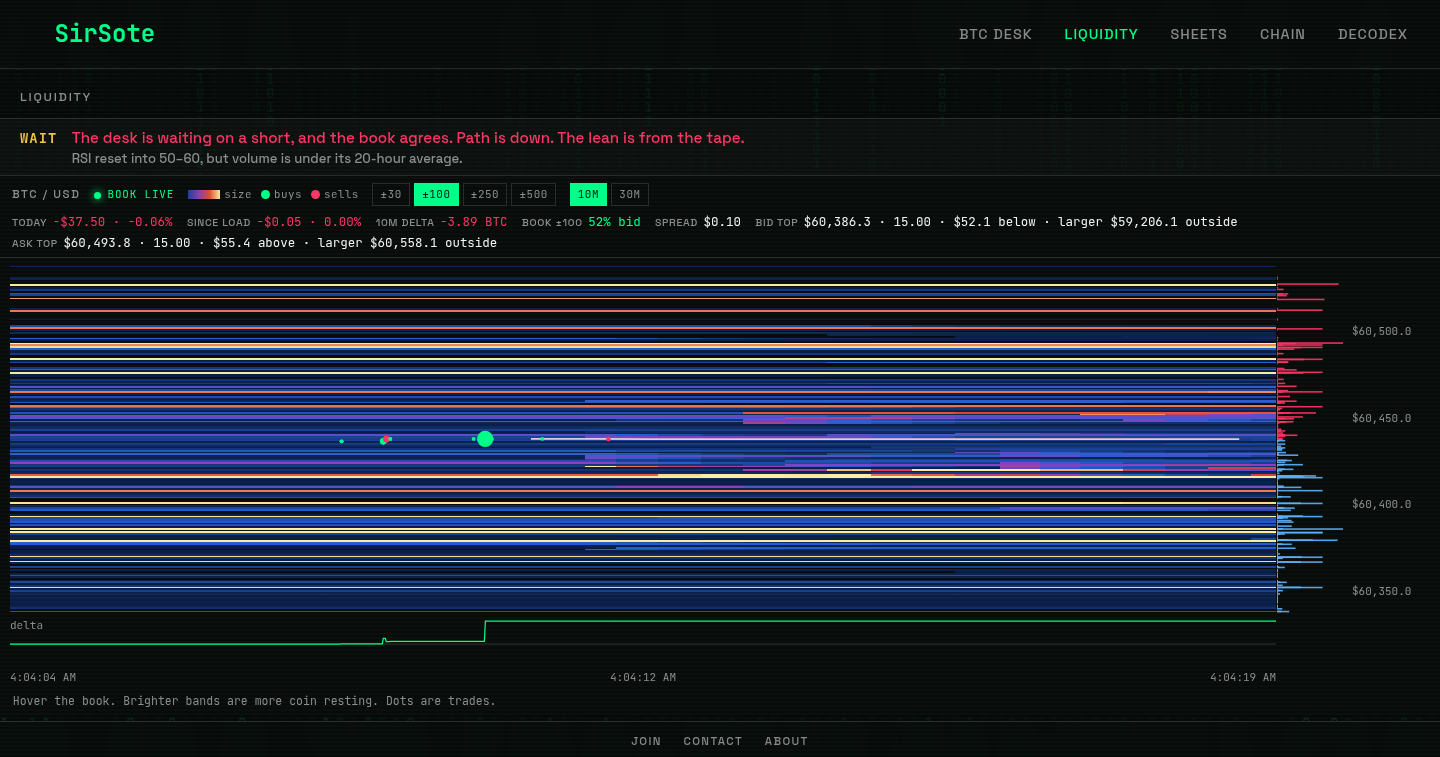 SirSote
BTC DESK LIQUIDITY SHEETS CHAIN DECODEX
LIQUIDITY
WAIT The desk is waiting on a short, and the book agrees. Path is down. The lean is from the tape.
RSI reset into 50–60, but volume is under its 20-hour average.
BTC / USD BOOK LIVE size buys sells ±30 ±100 ±250 ±500 10M 30M
TODAY -$37.50 · -0.06% SINCE LOAD -$0.05 · 0.00% 10M DELTA -3.89 BTC BOOK ±100 52% bid SPREAD $0.10 BID TOP $60,386.3 · 15.00 · $52.1 below · larger $59,206.1 outside
ASK TOP $60,493.8 · 15.00 · $55.4 above · larger $60,558.1 outside
$60,500.0
$60,450.0
$60,400.0
$60,350.0
delta
4:04:04 AM 4:04:12 AM 4:04:19 AM
Hover the book. Brighter bands are more coin resting. Dots are trades.
JOIN CONTACT ABOUT